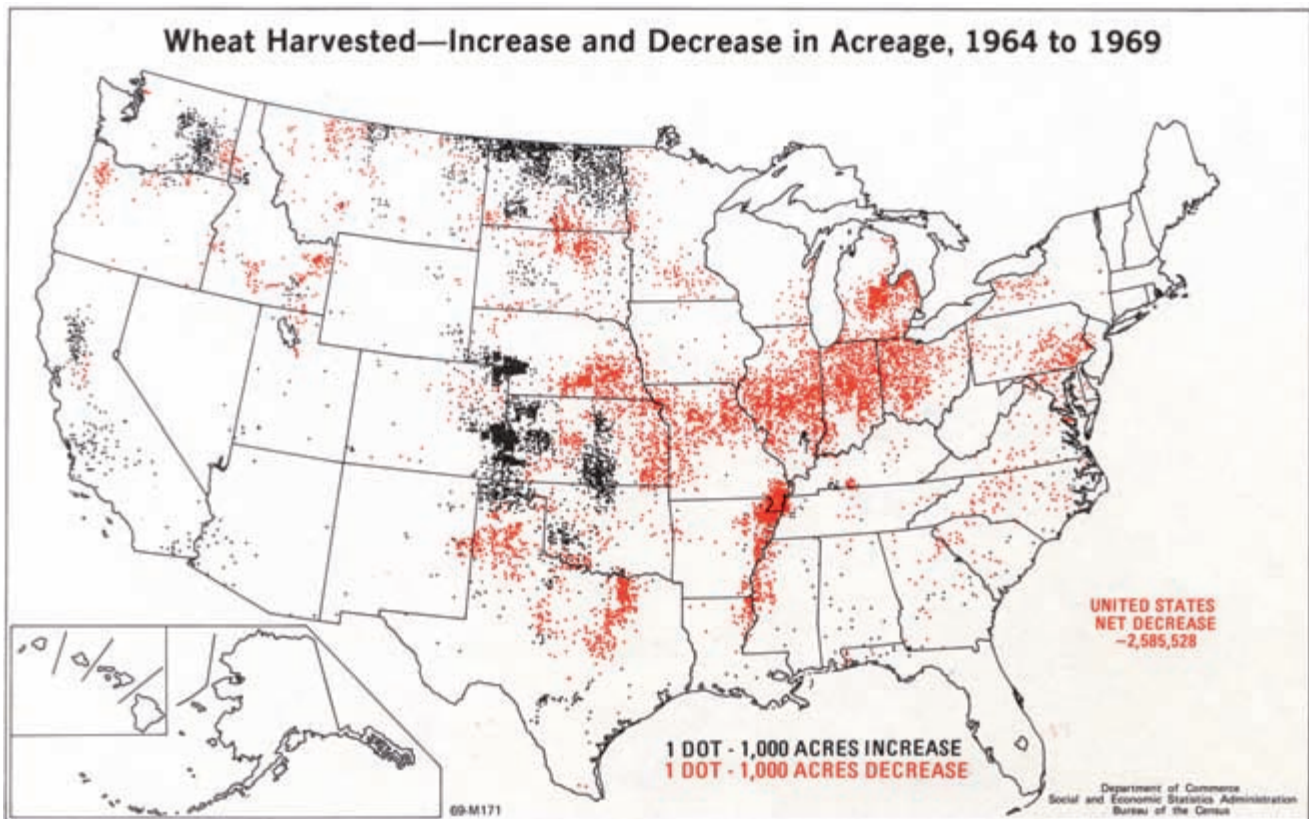 Wheat Harvested—Increase and Decrease in Acreage, 1964 to 1969
UNITED STATES
NET DECREASE
−2,585,528
1 DOT - 1,000 ACRES INCREASE
1 DOT - 1,000 ACRES DECREASE
69-M171
Department of Commerce
Social and Economic Statistics Administration
Bureau of the Census